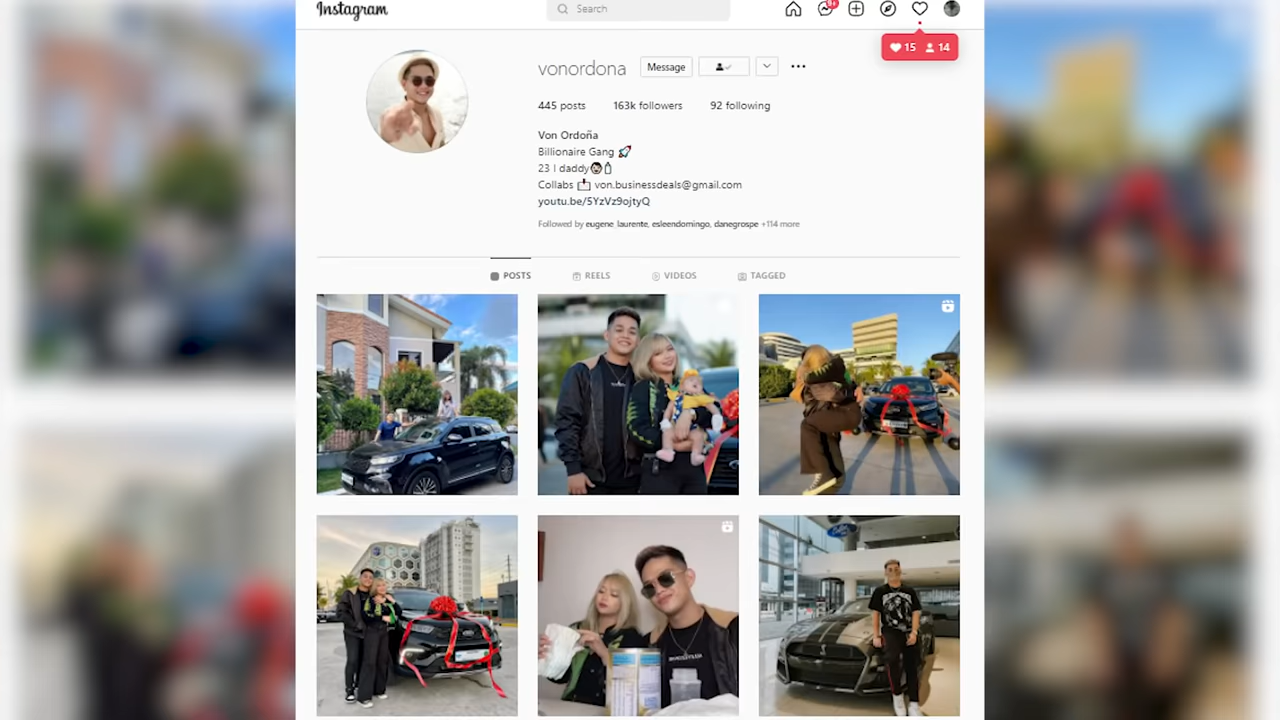 Instagram
Search
9+
15 14
vonordona Message
445 posts 163k followers 92 following
Von Ordoña
Billionaire Gang 🚀
23 | daddy
Collabs 📩 von.businessdeals@gmail.com
youtu.be/5YzVz9ojtyQ
Followed by eugene_laurente, esleendomingo, danegrospe +114 more
POSTS REELS VIDEOS TAGGED